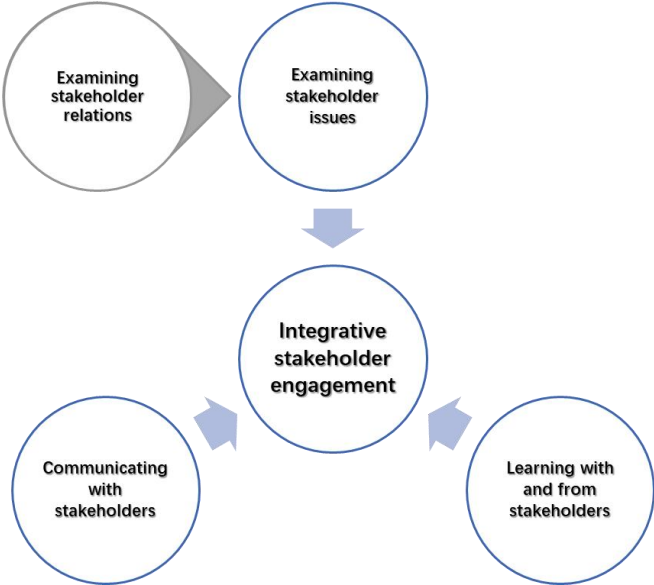 Examining
stakeholder
relations
Examining
stakeholder
issues
Integrative
stakeholder
engagement
Communicating
with
stakeholders
Learning with
and from
stakeholders